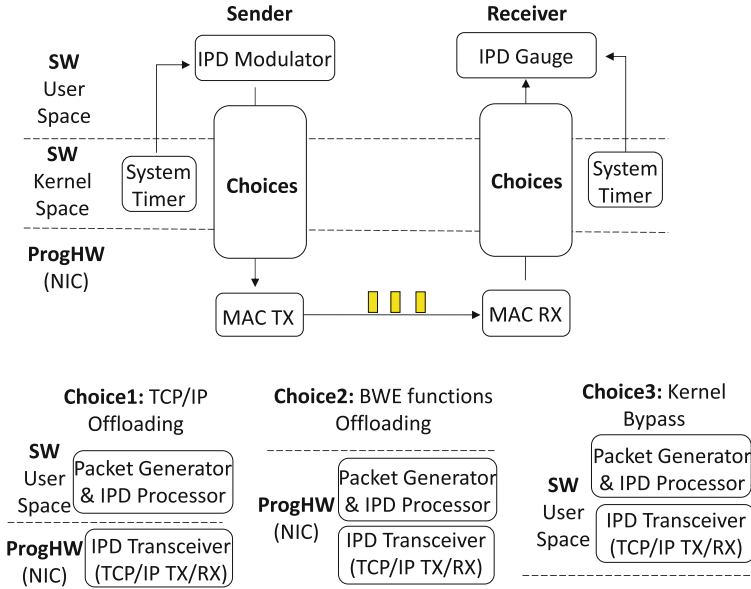 Sender
Receiver
SW
User
Space
IPD Modulator
IPD Gauge
SW
Kernel
Space
System
Timer
Choices
Choices
System
Timer
ProgHW
(NIC)
MAC TX
MAC RX
Choice1: TCP/IP
Offloading
SW
User
Space
Packet Generator
& IPD Processor
ProgHW
(NIC)
IPD Transceiver
(TCP/IP TX/RX)
Choice2: BWE functions
Offloading
ProgHW
(NIC)
Packet Generator
& IPD Processor
IPD Transceiver
(TCP/IP TX/RX)
Choice3: Kernel
Bypass
SW
User
Space
Packet Generator
& IPD Processor
IPD Transceiver
(TCP/IP TX/RX)